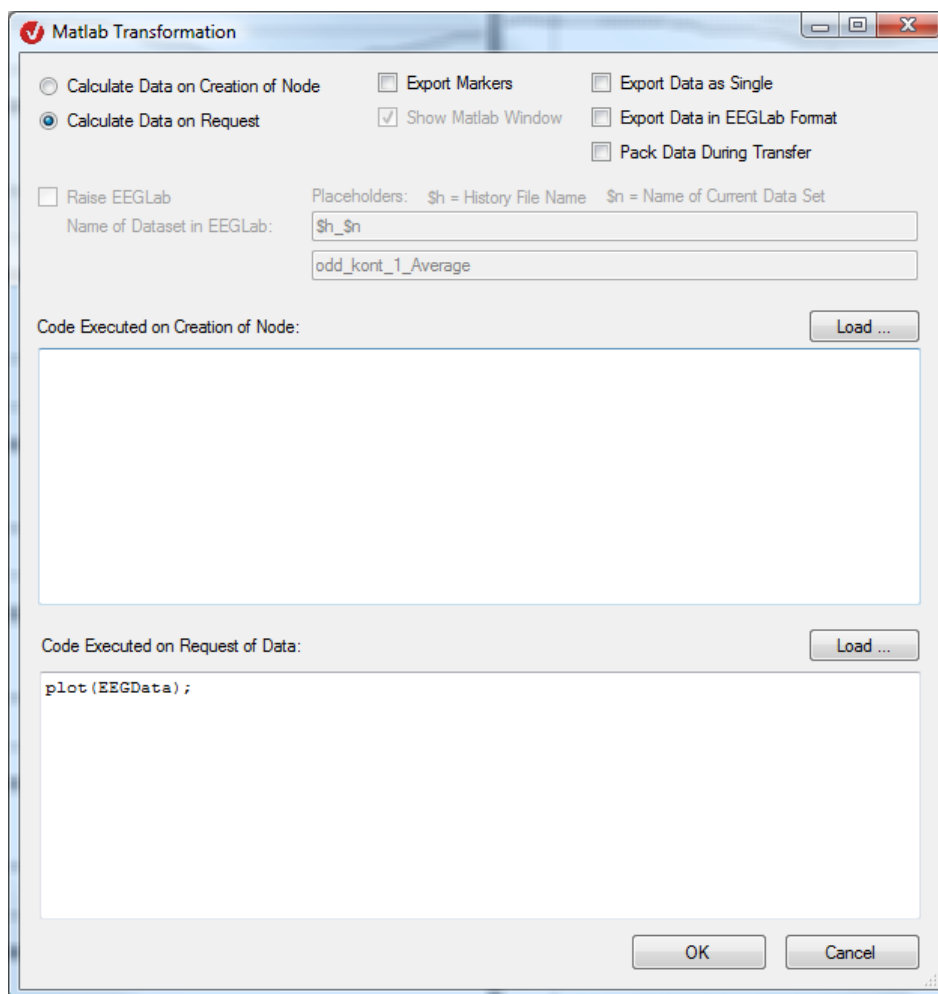 Matlab Transformation
Calculate Data on Creation of Node
Export Markers
Export Data as Single
Calculate Data on Request
Show Matlab Window
Export Data in EEGLab Format
Pack Data During Transfer
Raise EEGLab
Placeholders: $h = History File Name $n = Name of Current Data Set
Name of Dataset in EEGLab:
$h_$n
odd_kont_1_Average
Code Executed on Creation of Node:
Load ...
Code Executed on Request of Data:
Load ...
plot(EEGData);
OK
Cancel